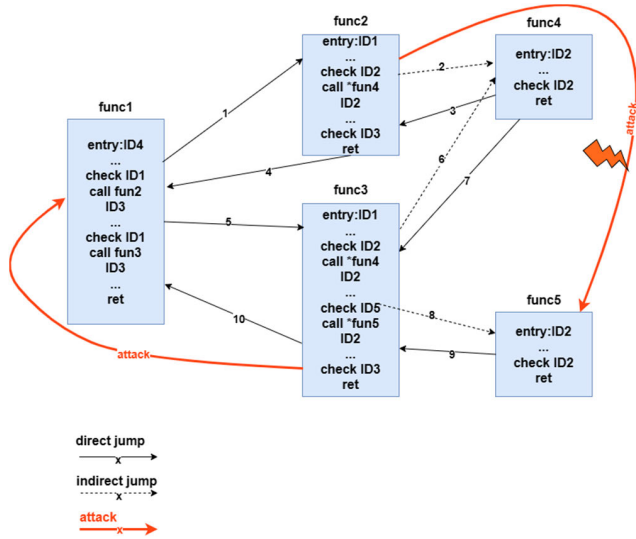 func1
entry:ID4
...
check ID1
call fun2
ID3
...
check ID1
call fun3
ID3
...
ret
func2
entry:ID1
...
check ID2
call *fun4
ID2
...
check ID3
ret
func3
entry:ID1
...
check ID2
call *fun4
ID2
...
check ID5
call *fun5
ID2
...
check ID3
ret
func4
entry:ID2
...
check ID2
ret
func5
entry:ID2
...
check ID2
ret
1
2
3
4
5
6
7
8
9
10
attack
attack
direct jump
x
indirect jump
x
attack
x